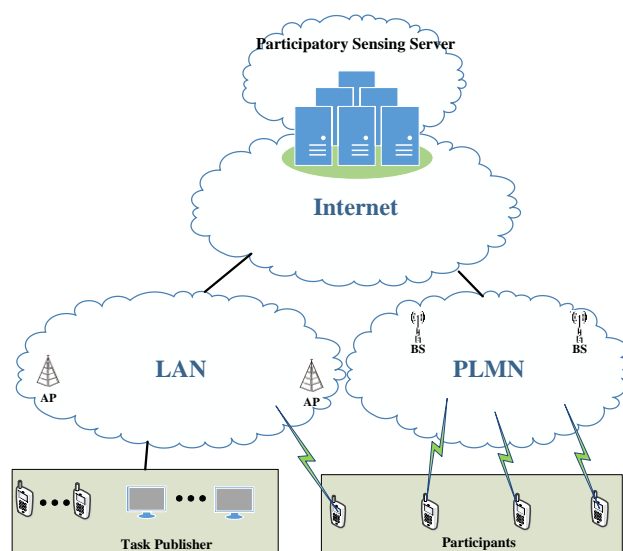 Participatory Sensing Server
Internet
BS
BS
LAN
PLMN
AP
AP
Task Publisher
Participants